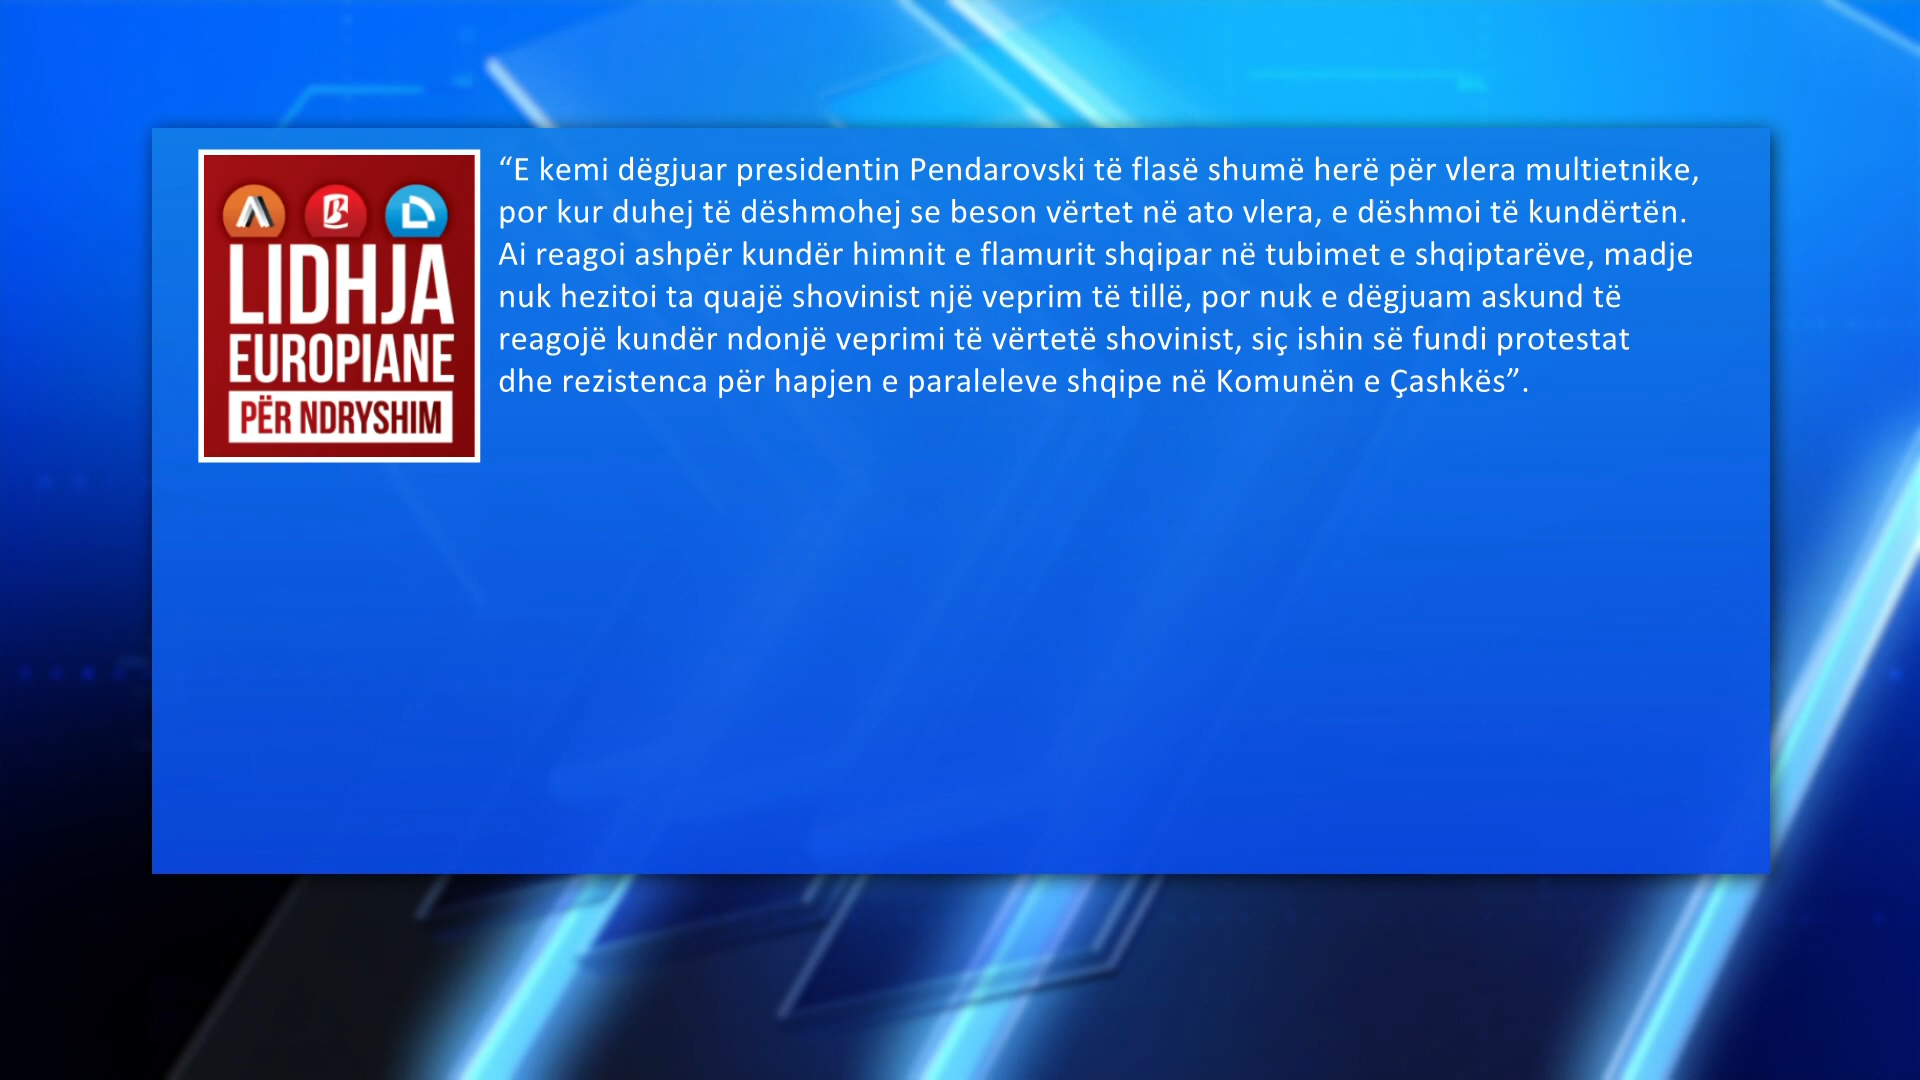 LIDHJA
EUROPIANE
PËR NDRYSHIM
“E kemi dëgjuar presidentin Pendarovski të flasë shumë herë për vlera multietnike,
por kur duhej të dëshmohej se beson vërtet në ato vlera, e dëshmoi të kundërtën.
Ai reagoi ashpër kundër himnit e flamurit shqipar në tubimet e shqiptarëve, madje
nuk hezitoi ta quajë shovinist një veprim të tillë, por nuk e dëgjuam askund të
reagojë kundër ndonjë veprimi të vërtetë shovinist, siç ishin së fundi protestat
dhe rezistenca për hapjen e paraleleve shqipe në Komunën e Çashkës”.